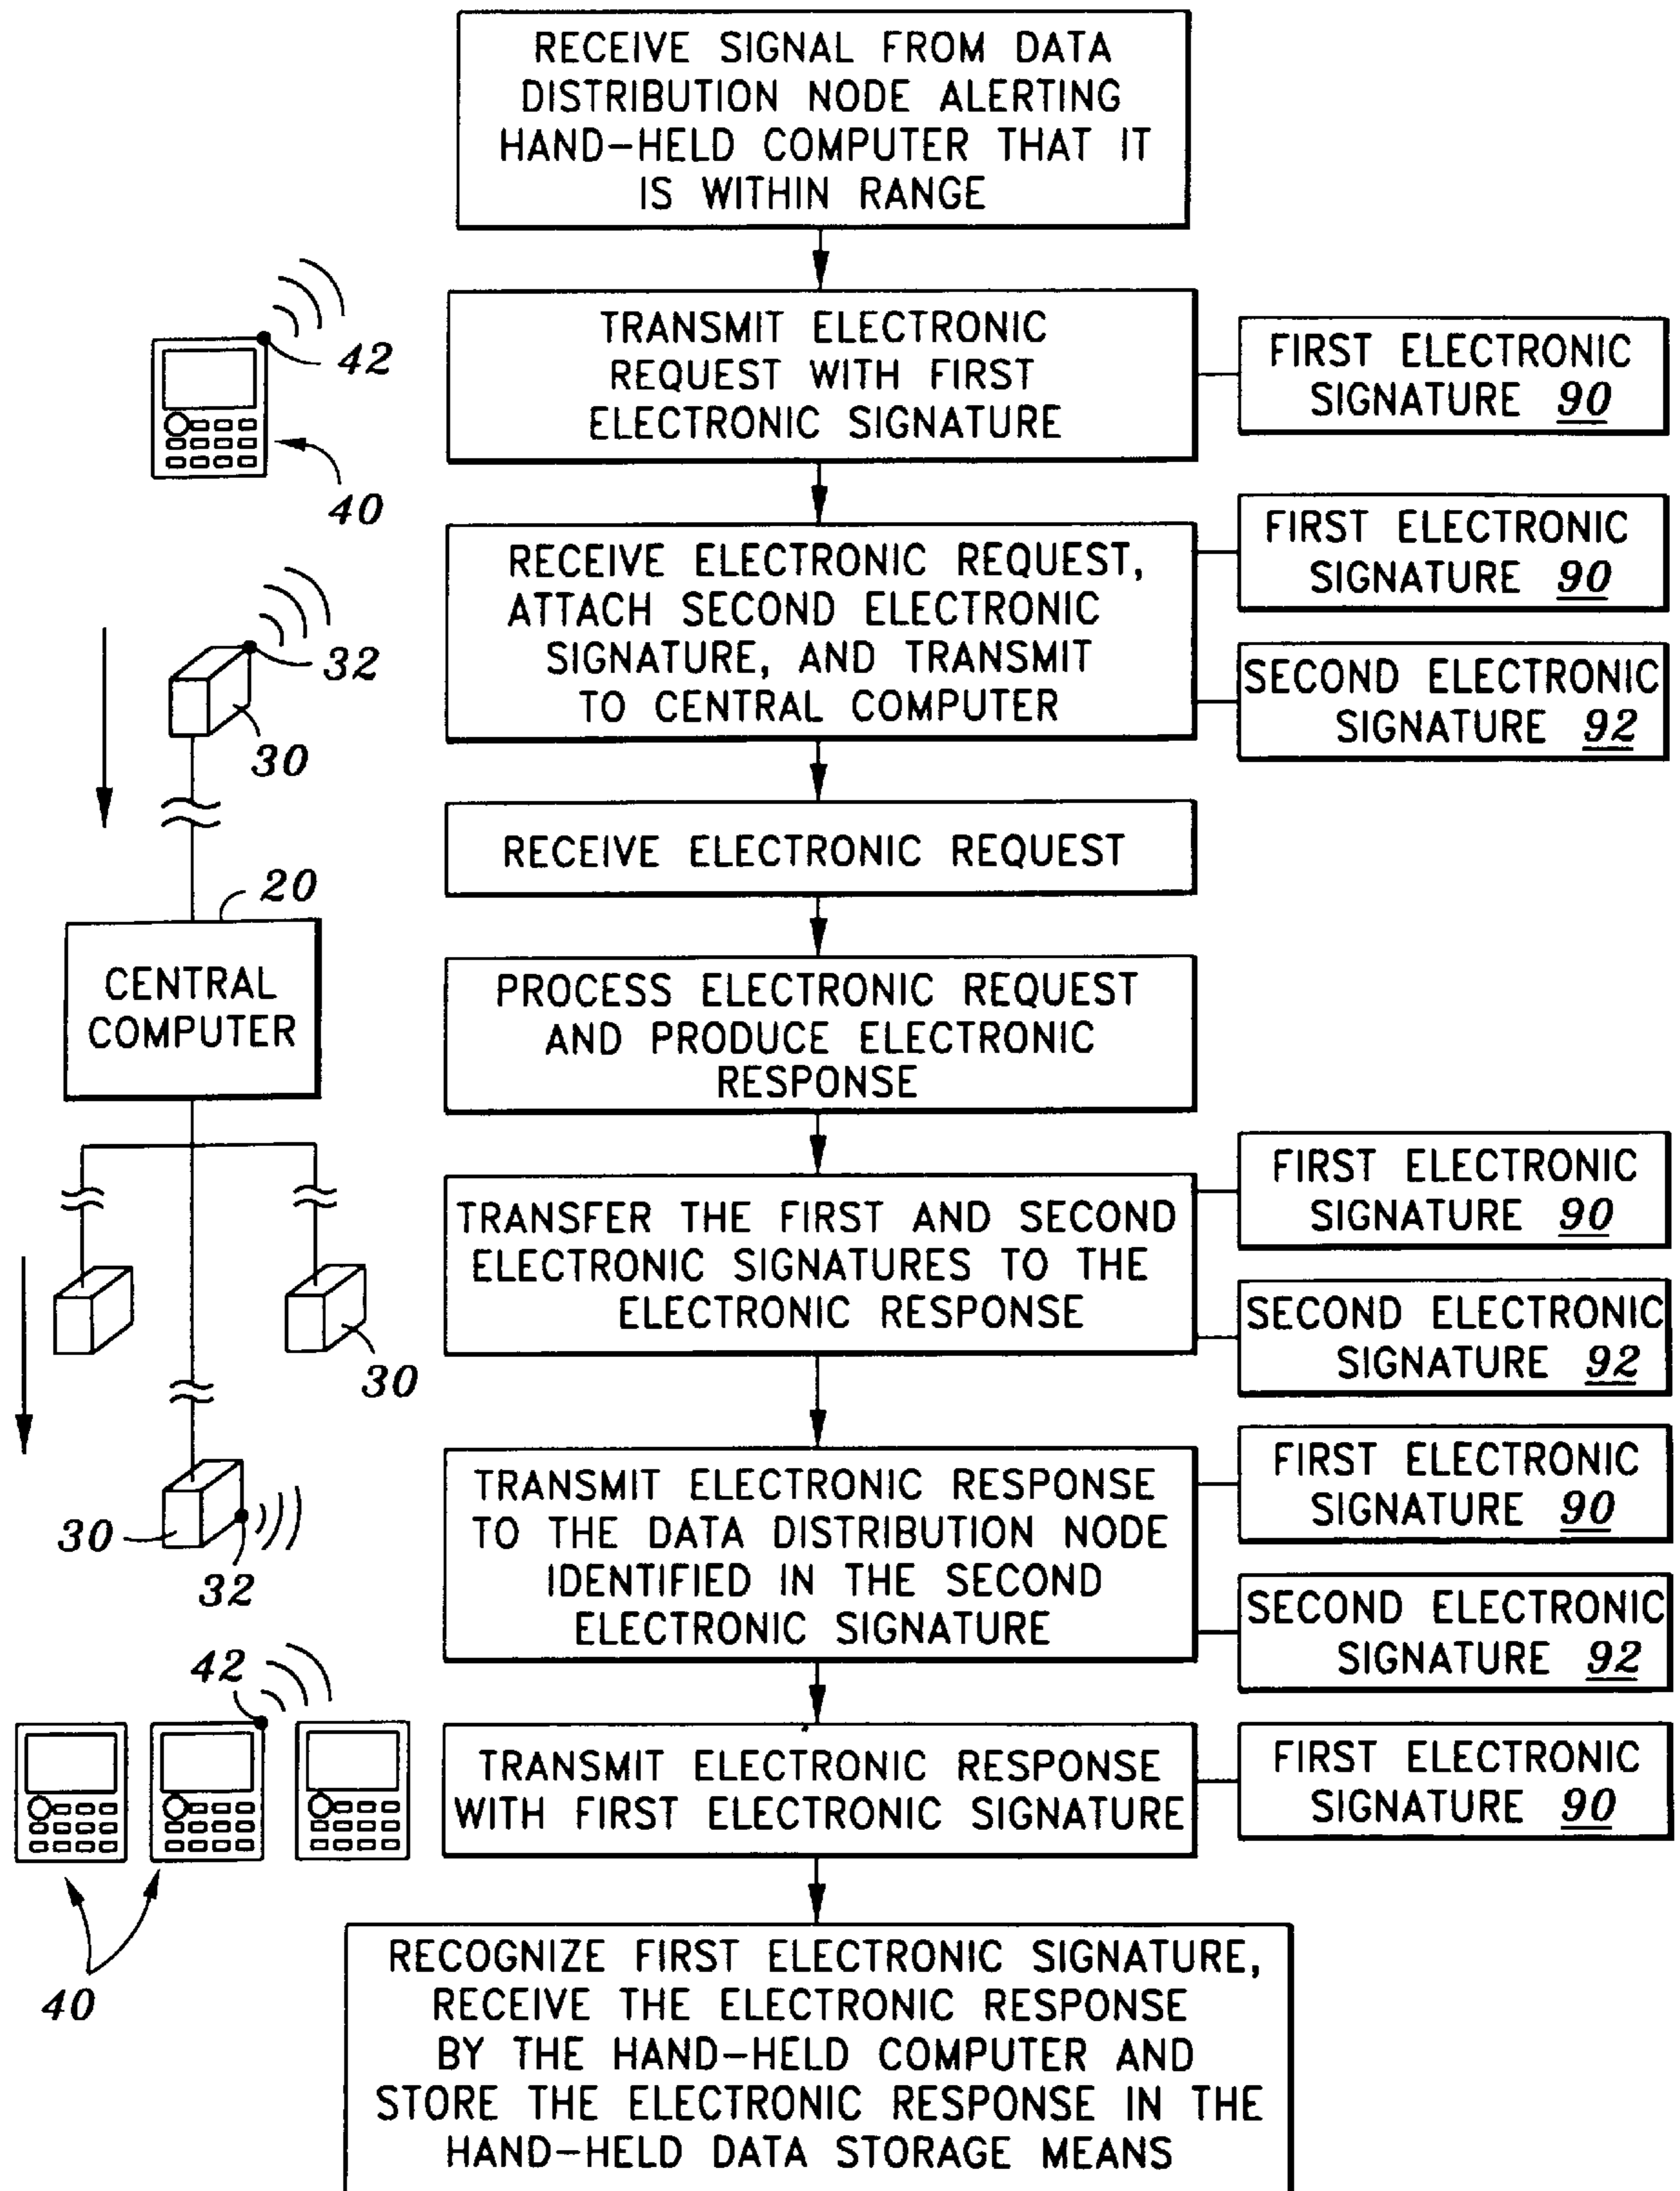 RECEIVE SIGNAL FROM DATA
DISTRIBUTION NODE ALERTING
HAND-HELD COMPUTER THAT IT
IS WITHIN RANGE
42
40
TRANSMIT ELECTRONIC
REQUEST WITH FIRST
ELECTRONIC SIGNATURE
FIRST ELECTRONIC
SIGNATURE 90
32
30
RECEIVE ELECTRONIC REQUEST,
ATTACH SECOND ELECTRONIC
SIGNATURE, AND TRANSMIT
TO CENTRAL COMPUTER
FIRST ELECTRONIC
SIGNATURE 90
SECOND ELECTRONIC
SIGNATURE 92
RECEIVE ELECTRONIC REQUEST
20
CENTRAL
COMPUTER
PROCESS ELECTRONIC REQUEST
AND PRODUCE ELECTRONIC
RESPONSE
TRANSFER THE FIRST AND SECOND
ELECTRONIC SIGNATURES TO THE
ELECTRONIC RESPONSE
FIRST ELECTRONIC
SIGNATURE 90
SECOND ELECTRONIC
SIGNATURE 92
30
30
32
TRANSMIT ELECTRONIC RESPONSE
TO THE DATA DISTRIBUTION NODE
IDENTIFIED IN THE SECOND
ELECTRONIC SIGNATURE
FIRST ELECTRONIC
SIGNATURE 90
SECOND ELECTRONIC
SIGNATURE 92
42
40
TRANSMIT ELECTRONIC RESPONSE
WITH FIRST ELECTRONIC SIGNATURE
FIRST ELECTRONIC
SIGNATURE 90
RECOGNIZE FIRST ELECTRONIC SIGNATURE,
RECEIVE THE ELECTRONIC RESPONSE
BY THE HAND-HELD COMPUTER AND
STORE THE ELECTRONIC RESPONSE IN THE
HAND-HELD DATA STORAGE MEANS